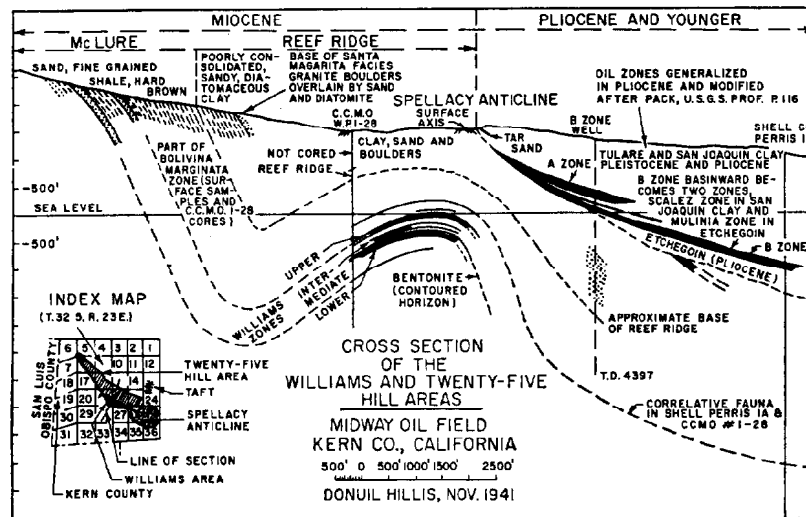 MIOCENE
PLIOCENE AND YOUNGER
McLURE
REEF RIDGE
SAND, FINE GRAINED
SHALE, HARD
BROWN
POORLY CON-
SOLIDATED,
SANDY, DIA-
TOMACEOUS
CLAY
BASE OF SANTA
MARGARITA FACIES
GRANITE BOULDERS
OVERLAIN BY SAND
AND DIATOMITE
C.C.M.O.
W.P.1-28
SPELLACY ANTICLINE
SURFACE
AXIS
TAR
SAND
OIL ZONES GENERALIZED
IN PLIOCENE AND MODIFIED
AFTER PACK, U.S.G.S. PROF. P. 116
B ZONE
WELL
SHELL C
PERRIS I
NOT CORED
REEF RIDGE
CLAY, SAND AND
BOULDERS
A ZONE
TULARE AND SAN JOAQUIN CLAY
PLEISTOCENE AND PLIOCENE
B ZONE BASINWARD BE-
COMES TWO ZONES,
SCALEZ ZONE IN SAN
JOAQUIN CLAY AND
MULINIA ZONE IN
ETCHEGOIN
PART OF
BOLIVINA
MARGINATA
ZONE (SUR-
FACE SAM-
PLES AND
C.C.M.O. 1-28
CORES)
-500'
SEA LEVEL
-500'
ETCHEGOIN (PLIOCENE)
B ZONE
UPPER
INTER-
MEDIATE
LOWER
WILLIAMS
ZONES
BENTONITE
(CONTOURED
HORIZON)
APPROXIMATE BASE
OF REEF RIDGE
T.D. 4397
CORRELATIVE FAUNA
IN SHELL PERRIS IA &
CCMO #1-28
INDEX MAP
(T. 32 S. R. 23 E.)
6 5 4 3 2 1
7 10 11 12
18 17 14
19 20 24
30 29 27
31 32 33 34 35 36
SAN LUIS
OBISPO COUNTY
TWENTY-FIVE
HILL AREA
TAFT
SPELLACY
ANTICLINE
LINE OF SECTION
WILLIAMS AREA
KERN COUNTY
CROSS SECTION
OF THE
WILLIAMS AND TWENTY-FIVE
HILL AREAS
MIDWAY OIL FIELD
KERN CO., CALIFORNIA
500' 0 500' 1000' 1500' 2500'
DONUIL HILLIS, NOV. 1941